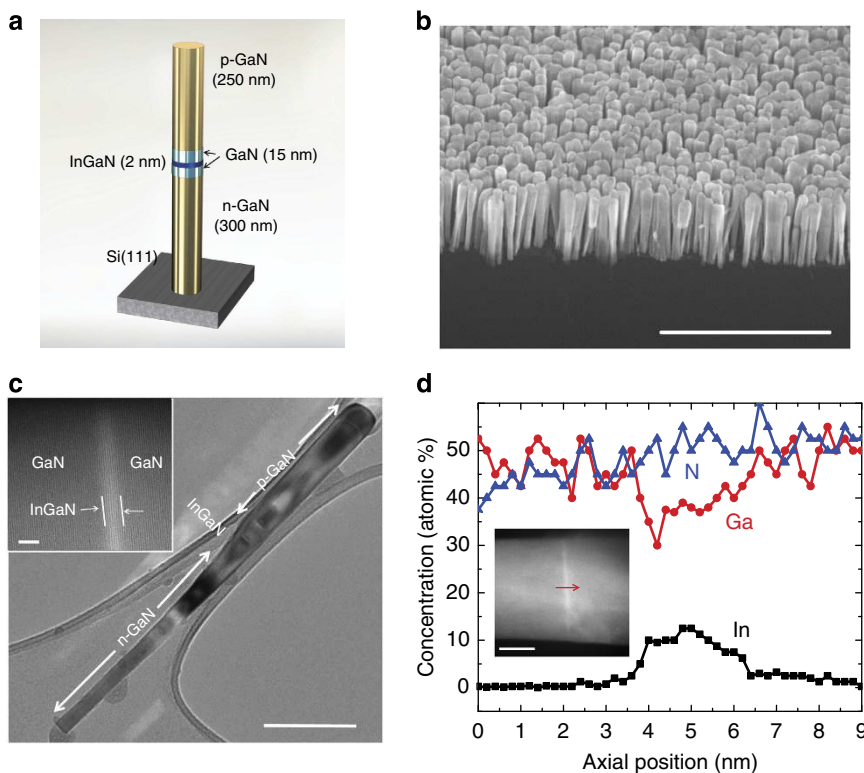 a
p-GaN
(250 nm)
InGaN (2 nm)
GaN (15 nm)
n-GaN
(300 nm)
Si(111)
b
c
GaN
GaN
InGaN
p-GaN
InGaN
n-GaN
d
Concentration (atomic %)
50
40
30
20
10
0
N
Ga
In
0 1 2 3 4 5 6 7 8 9
Axial position (nm)